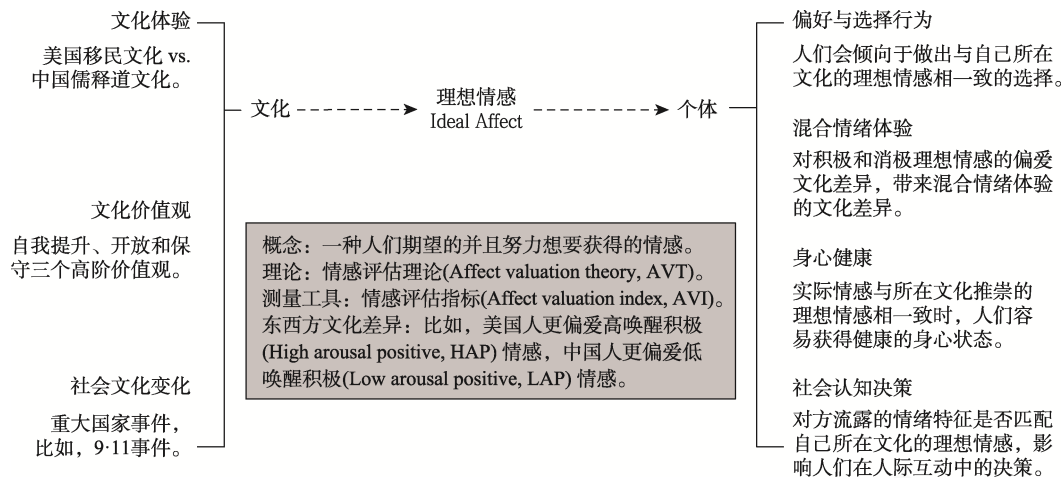 文化体验
美国移民文化 vs.
中国儒释道文化。
文化价值观
自我提升、开放和保
守三个高阶价值观。
社会文化变化
重大国家事件，
比如，9·11事件。
文化
理想情感
Ideal Affect
个体
概念：一种人们期望的并且努力想要获得的情感。
理论：情感评估理论(Affect valuation theory, AVT)。
测量工具：情感评估指标(Affect valuation index, AVI)。
东西方文化差异：比如，美国人更偏爱高唤醒积极
(High arousal positive, HAP) 情感，中国人更偏爱低
唤醒积极(Low arousal positive, LAP) 情感。
偏好与选择行为
人们会倾向于做出与自己所在
文化的理想情感相一致的选择。
混合情绪体验
对积极和消极理想情感的偏爱
文化差异，带来混合情绪体验
的文化差异。
身心健康
实际情感与所在文化推崇的
理想情感相一致时，人们容
易获得健康的身心状态。
社会认知决策
对方流露的情绪特征是否匹配
自己所在文化的理想情感，影
响人们在人际互动中的决策。